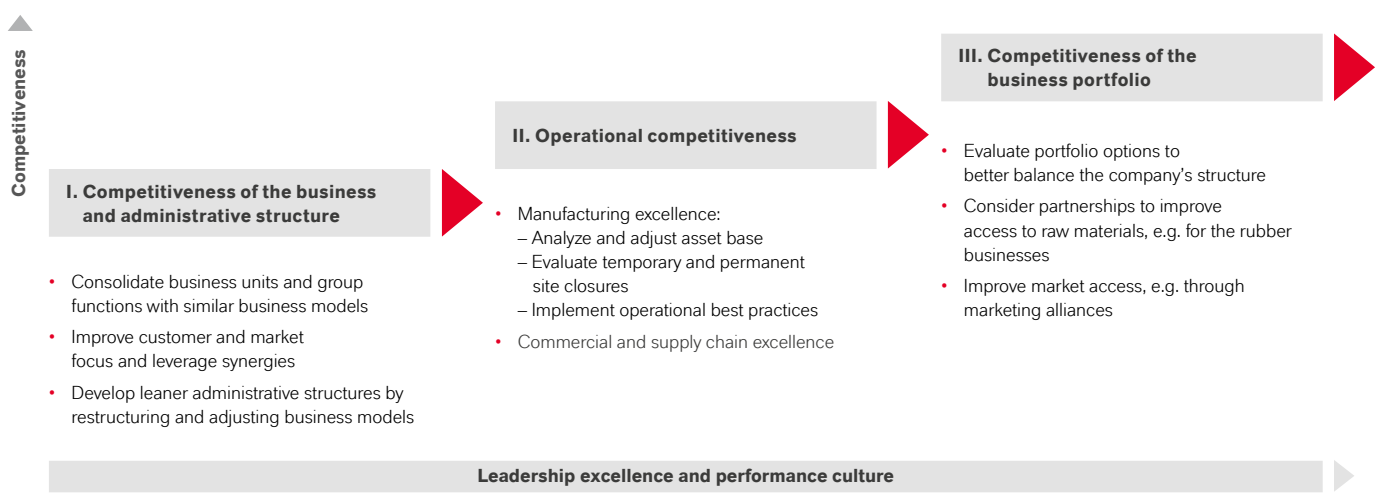 Competitiveness
I. Competitiveness of the business
and administrative structure
• Consolidate business units and group
functions with similar business models
• Improve customer and market
focus and leverage synergies
• Develop leaner administrative structures by
restructuring and adjusting business models
II. Operational competitiveness
• Manufacturing excellence:
– Analyze and adjust asset base
– Evaluate temporary and permanent
site closures
– Implement operational best practices
• Commercial and supply chain excellence
III. Competitiveness of the
business portfolio
• Evaluate portfolio options to
better balance the company’s structure
• Consider partnerships to improve
access to raw materials, e.g. for the rubber
businesses
• Improve market access, e.g. through
marketing alliances
Leadership excellence and performance culture